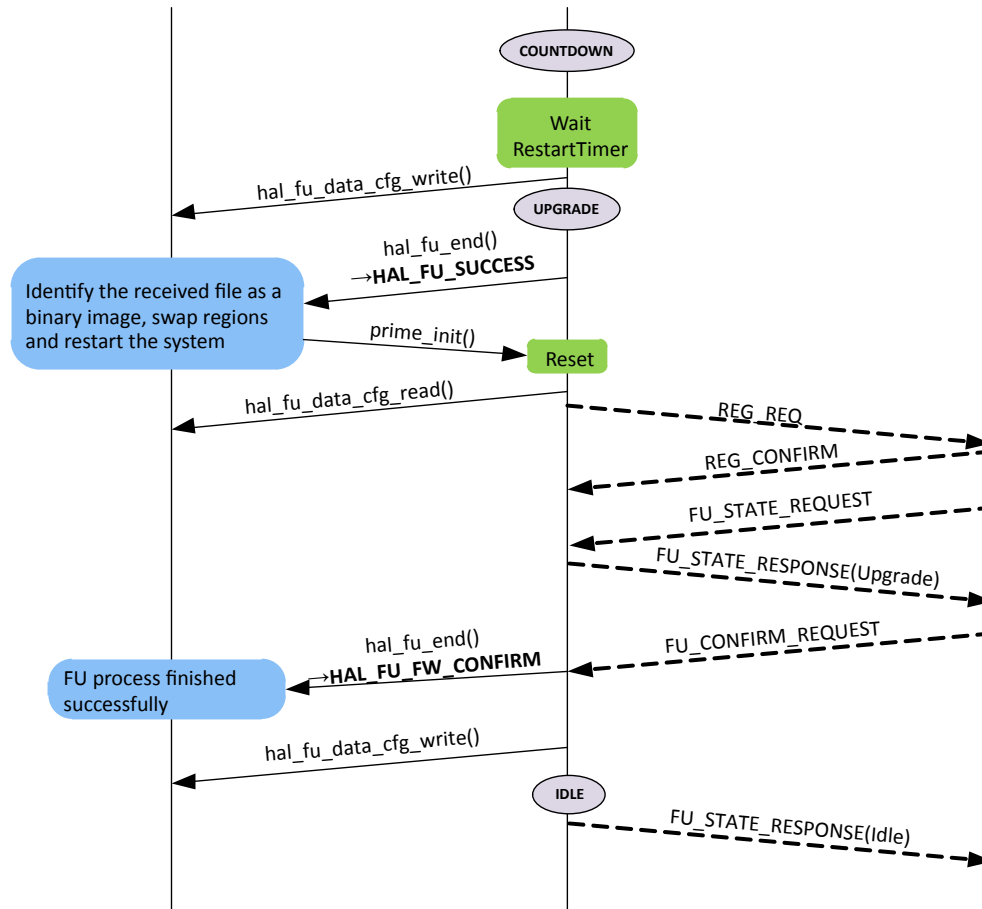 COUNTDOWN
Wait
RestartTimer
hal_fu_data_cfg_write()
UPGRADE
hal_fu_end()
→HAL_FU_SUCCESS
Identify the received file as a
binary image, swap regions
and restart the system
prime_init()
Reset
hal_fu_data_cfg_read()
REG_REQ
REG_CONFIRM
FU_STATE_REQUEST
FU_STATE_RESPONSE(Upgrade)
FU_CONFIRM_REQUEST
hal_fu_end()
→HAL_FU_FW_CONFIRM
FU process finished
successfully
hal_fu_data_cfg_write()
IDLE
FU_STATE_RESPONSE(Idle)